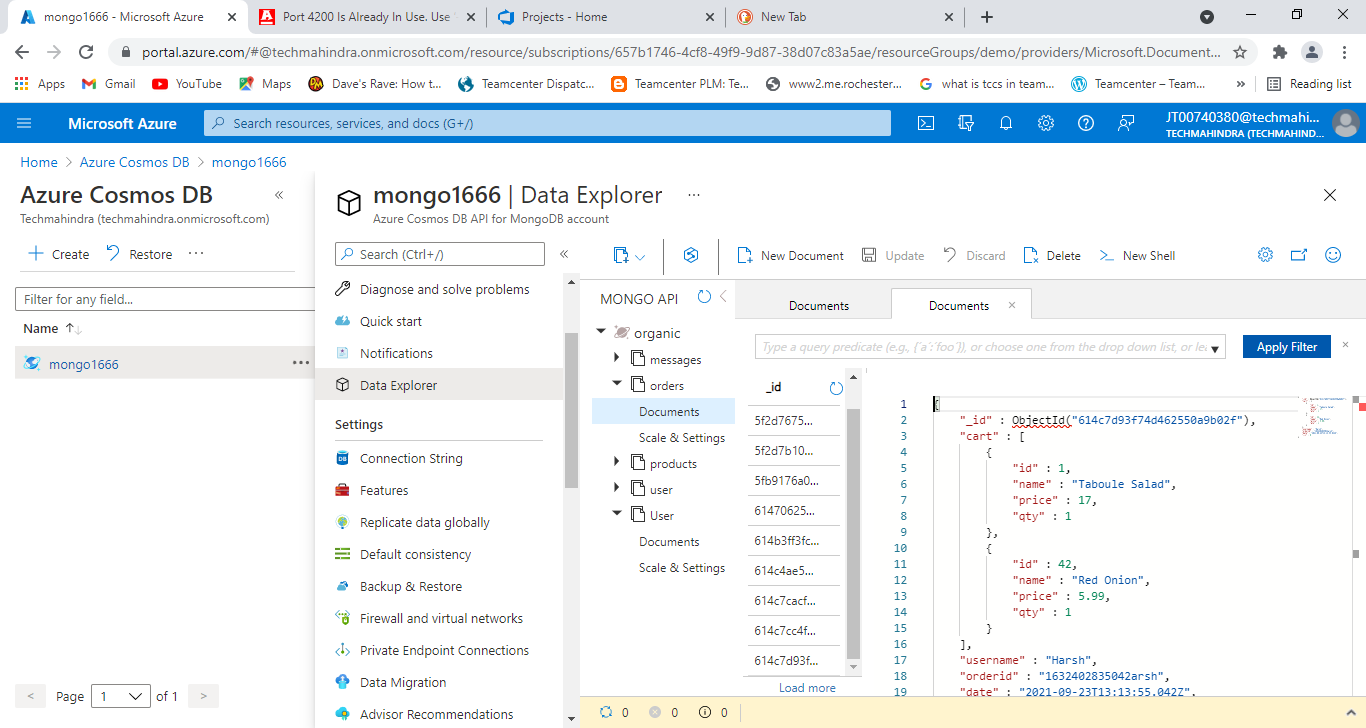 mongo1666 - Microsoft Azure
Port 4200 Is Already In Use. Use
Projects - Home
New Tab
portal.azure.com/#@techmahindra.onmicrosoft.com/resource/subscriptions/657b1746-4cf8-49f9-9d87-38d07c83a5ae/resourceGroups/demo/providers/Microsoft.Document...
Apps
Gmail
YouTube
Maps
Dave's Rave: How t...
Teamcenter Dispatc...
Teamcenter PLM: Te...
www2.me.rochester...
what is tccs in team...
Teamcenter – Team...
»
Reading list
Microsoft Azure
Search resources, services, and docs (G+/)
JT00740380@techmahi...
TECHMAHINDRA (TECHMAHIND...
Home > Azure Cosmos DB > mongo1666
Azure Cosmos DB
«
Techmahindra (techmahindra.onmicrosoft.com)
Create
Restore
...
Filter for any field...
Name ↑↓
mongo1666
...
< Page 1 of 1 >
mongo1666 | Data Explorer
...
Azure Cosmos DB API for MongoDB account
Search (Ctrl+/)
«
Diagnose and solve problems
Quick start
Notifications
Data Explorer
Settings
Connection String
Features
Replicate data globally
Default consistency
Backup & Restore
Firewall and virtual networks
Private Endpoint Connections
Data Migration
Advisor Recommendations
New Document
Update
Discard
Delete
New Shell
MONGO API
organic
messages
orders
Documents
Scale & Settings
products
user
User
Documents
Scale & Settings
Documents
Documents
Type a query predicate (e.g., {´a´:´foo´}), or choose one from the drop down list, or le
Apply Filter
_id
5f2d7675...
5f2d7b10...
5fb9176a0...
61470625...
614b3ff3fc...
614c4ae5...
614c7cacf...
614c7cc4f...
614c7d93f...
Load more
1 {
2 "_id" : ObjectId("614c7d93f74d462550a9b02f"),
3 "cart" : [
4 {
5 "id" : 1,
6 "name" : "Taboule Salad",
7 "price" : 17,
8 "qty" : 1
9 },
10 {
11 "id" : 42,
12 "name" : "Red Onion",
13 "price" : 5.99,
14 "qty" : 1
15 }
16 ],
17 "username" : "Harsh",
18 "orderid" : "1632402835042arsh",
19 "date" : "2021-09-23T13:13:55.042Z",
0
0
0